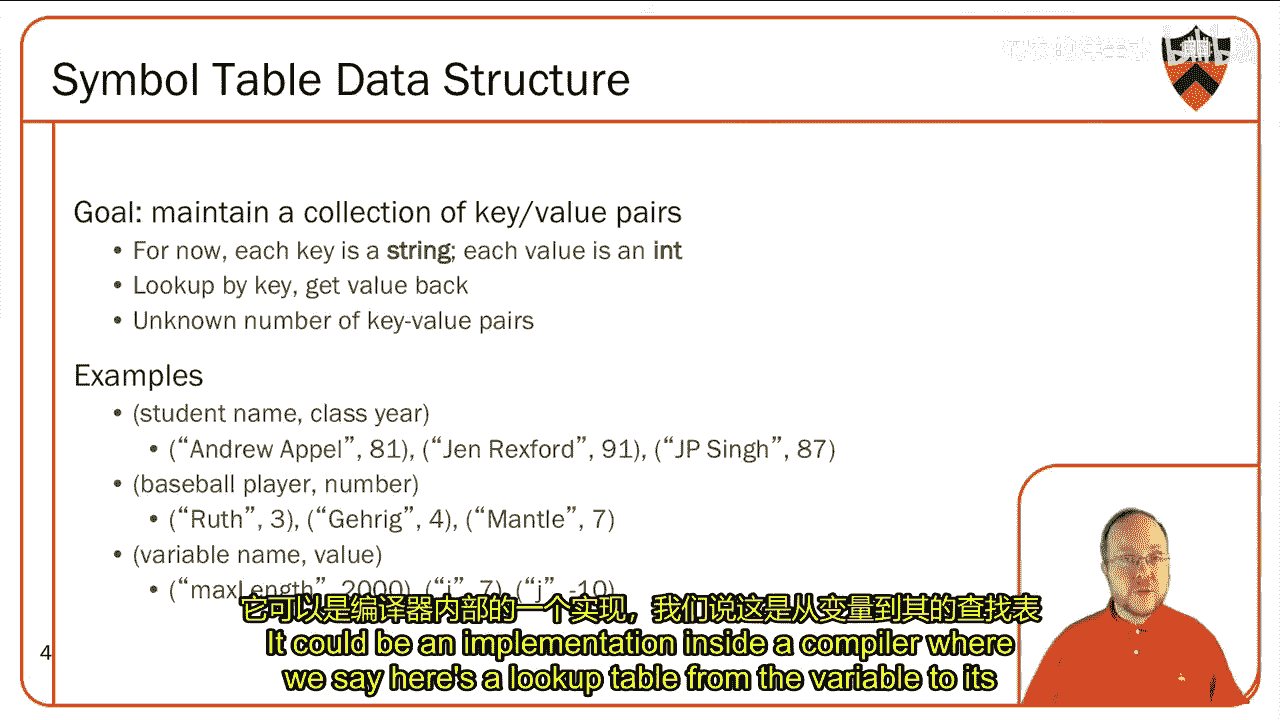 Symbol Table Data Structure
Goal: maintain a collection of key/value pairs
• For now, each key is a string; each value is an int
• Lookup by key, get value back
• Unknown number of key-value pairs
Examples
• (student name, class year)
• (“Andrew Appel”, 81), (“Jen Rexford”, 91), (“JP Singh”, 87)
• (baseball player, number)
• (“Ruth”, 3), (“Gehrig”, 4), (“Mantle”, 7)
• (variable name, value)
• (“maxLength”, 2000), (“i”, 7), (“j”, -10)
它可以是编译器内部的一个实现，我们说这是从变量到其的查找表
It could be an implementation inside a compiler where
we say here's a lookup table from the variable to its
4